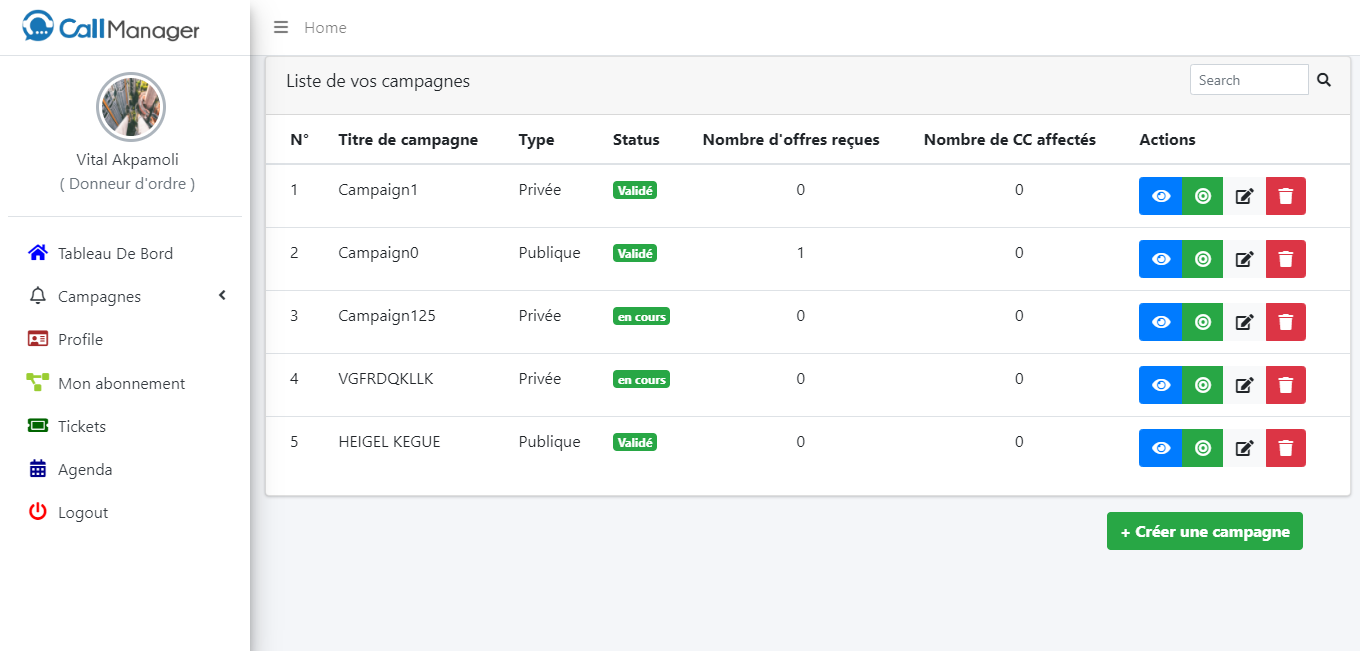 CallManager
Home
Vital Akpamoli
( Donneur d'ordre )
Tableau De Bord
Campagnes
Profile
Mon abonnement
Tickets
Agenda
Logout
Liste de vos campagnes
Search
N° Titre de campagne Type Status Nombre d'offres reçues Nombre de CC affectés Actions
1 Campaign1 Privée Validé 0 0
2 Campaign0 Publique Validé 1 0
3 Campaign125 Privée en cours 0 0
4 VGFRDQKLLK Privée en cours 0 0
5 HEIGEL KEGUE Publique Validé 0 0
+ Créer une campagne